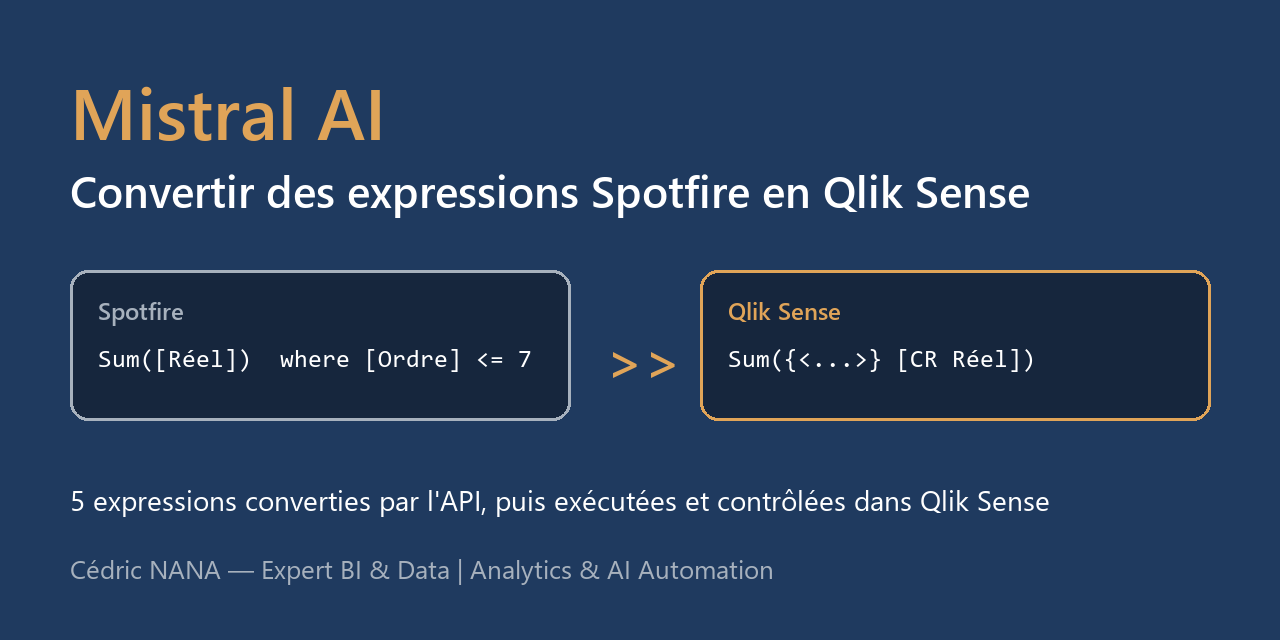 Mistral AI
Convertir des expressions Spotfire en Qlik Sense
Spotfire
Sum([Réel])  where [Ordre] <= 7
>>
Qlik Sense
Sum({<...>} [CR Réel])
5 expressions converties par l'API, puis exécutées et contrôlées dans Qlik Sense
Cédric NANA — Expert BI & Data | Analytics & AI Automation